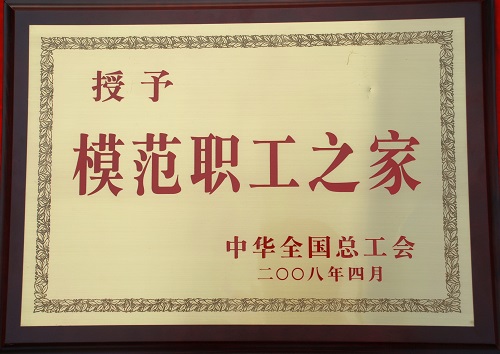 授予
模范职工之家
中华全国总工会
二〇〇八年四月